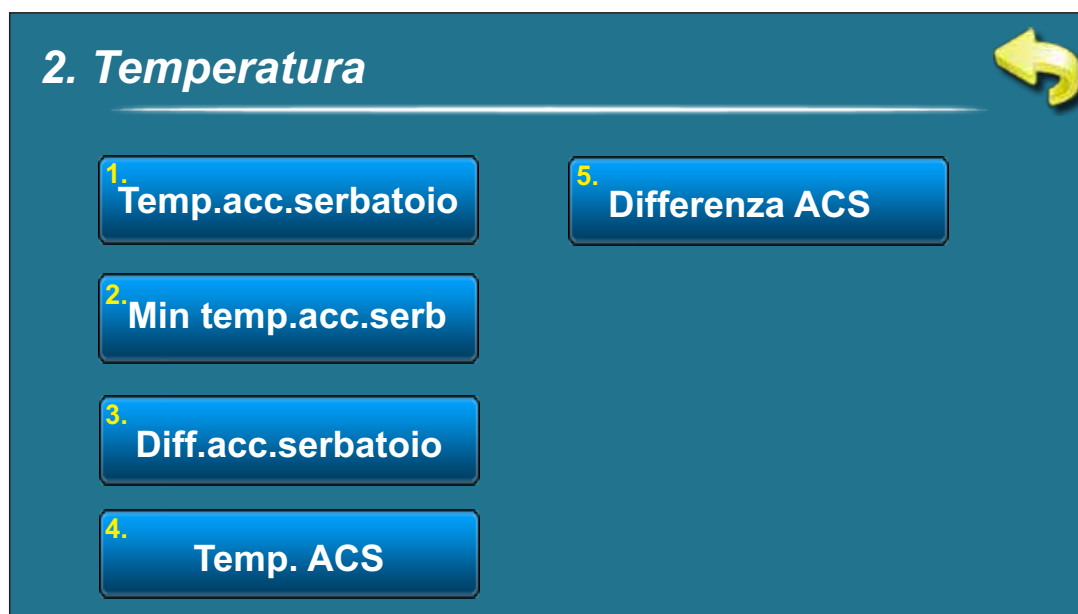 2. Temperatura
1.
Temp.acc.serbatoio
2.
Min temp.acc.serb
3.
Diff.acc.serbatoio
4.
Temp. ACS
5.
Differenza ACS